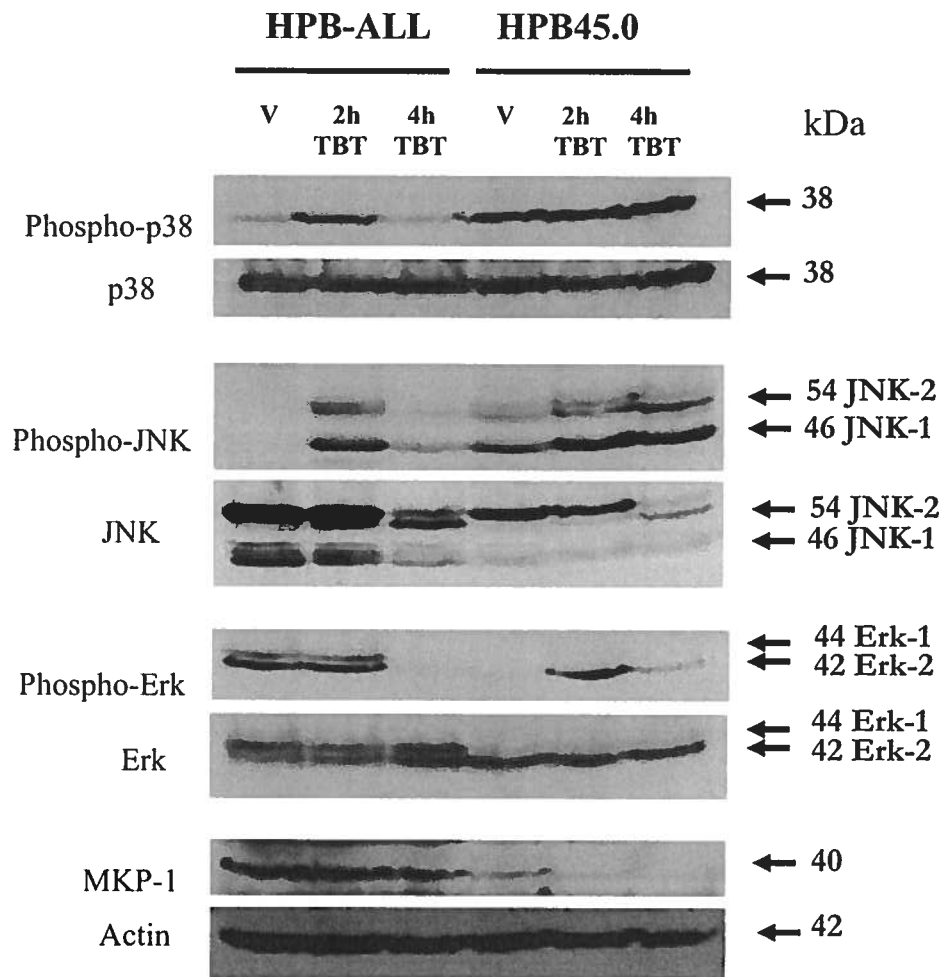 HPB-ALL HPB45.0
V 2h TBT 4h TBT V 2h TBT 4h TBT kDa
Phospho-p38 38
p38 38
54 JNK-2
Phospho-JNK 46 JNK-1
JNK 54 JNK-2
46 JNK-1
44 Erk-1
Phospho-Erk 42 Erk-2
44 Erk-1
Erk 42 Erk-2
MKP-1 40
Actin 42